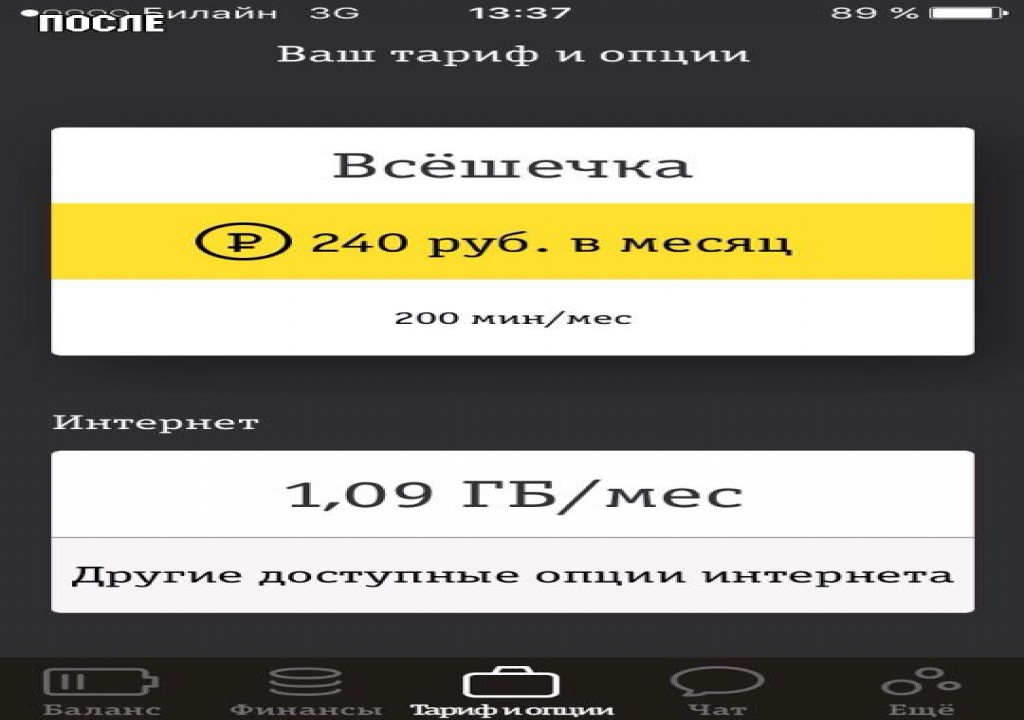 Билайн 3G 13:37 89 %
ПОСЛЕ
Ваш тариф и опции
Всёшечка
₽ 240 руб. в месяц
200 мин/мес
Интернет
1,09 ГБ/мес
Другие доступные опции интернета
Баланс Финансы Тариф и опции Чат Ещё